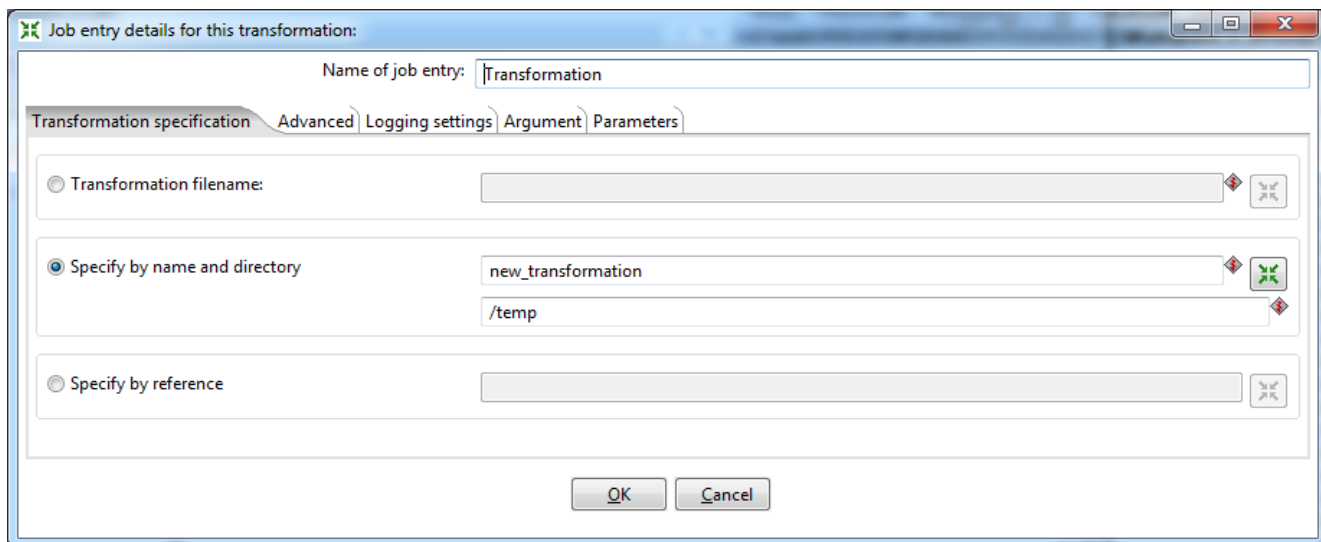 Job entry details for this transformation:
Name of job entry: Transformation
Transformation specification Advanced Logging settings Argument Parameters
Transformation filename:
Specify by name and directory new_transformation
/temp
Specify by reference
OK Cancel